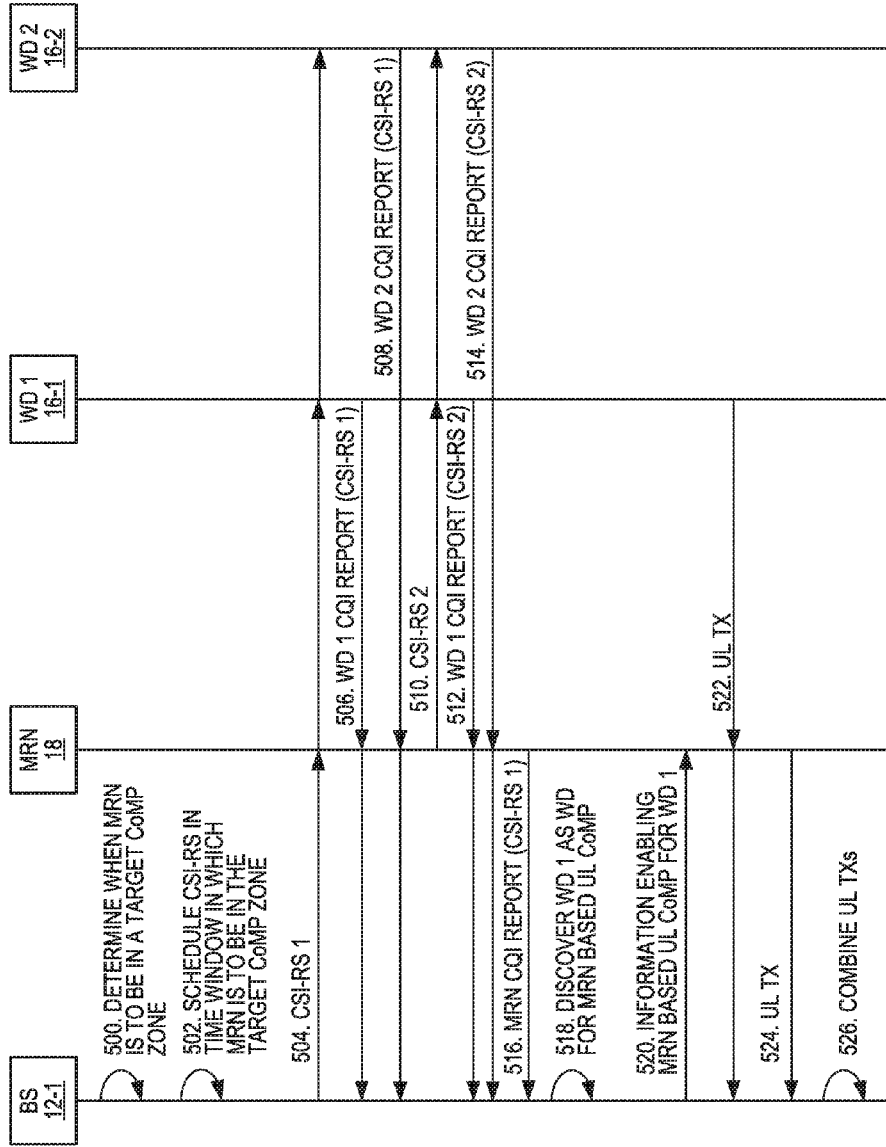 BS
12-1
MRN
18
WD 1
16-1
WD 2
16-2
500. DETERMINE WHEN MRN
IS TO BE IN A TARGET CoMP
ZONE
502. SCHEDULE CSI-RS IN
TIME WINDOW IN WHICH
MRN IS TO BE IN THE
TARGET CoMP ZONE
504. CSI-RS 1
506. WD 1 CQI REPORT (CSI-RS 1)
508. WD 2 CQI REPORT (CSI-RS 1)
510. CSI-RS 2
512. WD 1 CQI REPORT (CSI-RS 2)
514. WD 2 CQI REPORT (CSI-RS 2)
516. MRN CQI REPORT (CSI-RS 1)
518. DISCOVER WD 1 AS WD
FOR MRN BASED UL CoMP
520. INFORMATION ENABLING
MRN BASED UL CoMP FOR WD 1
522. UL TX
524. UL TX
526. COMBINE UL TXs